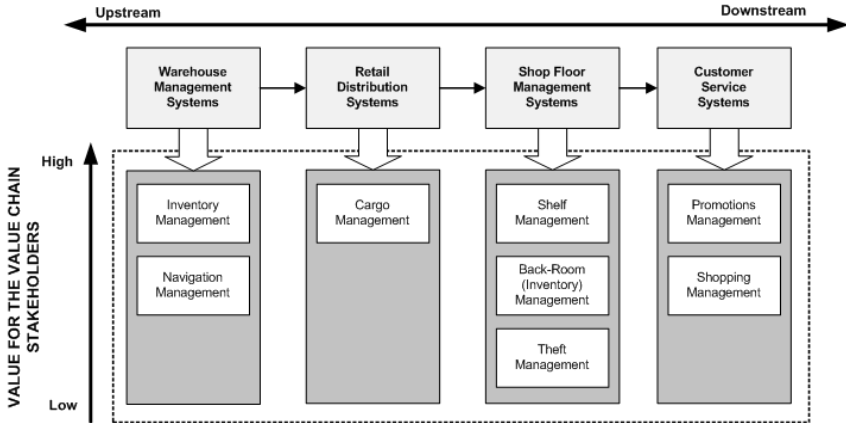 Upstream
Downstream
Warehouse
Management
Systems
Retail
Distribution
Systems
Shop Floor
Management
Systems
Customer
Service
Systems
VALUE FOR THE VALUE CHAIN
STAKEHOLDERS
High
Low
Inventory
Management
Navigation
Management
Cargo
Management
Shelf
Management
Back-Room
(Inventory)
Management
Theft
Management
Promotions
Management
Shopping
Management